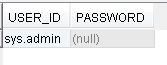 USER_ID PASSWORD
sys.admin (null)